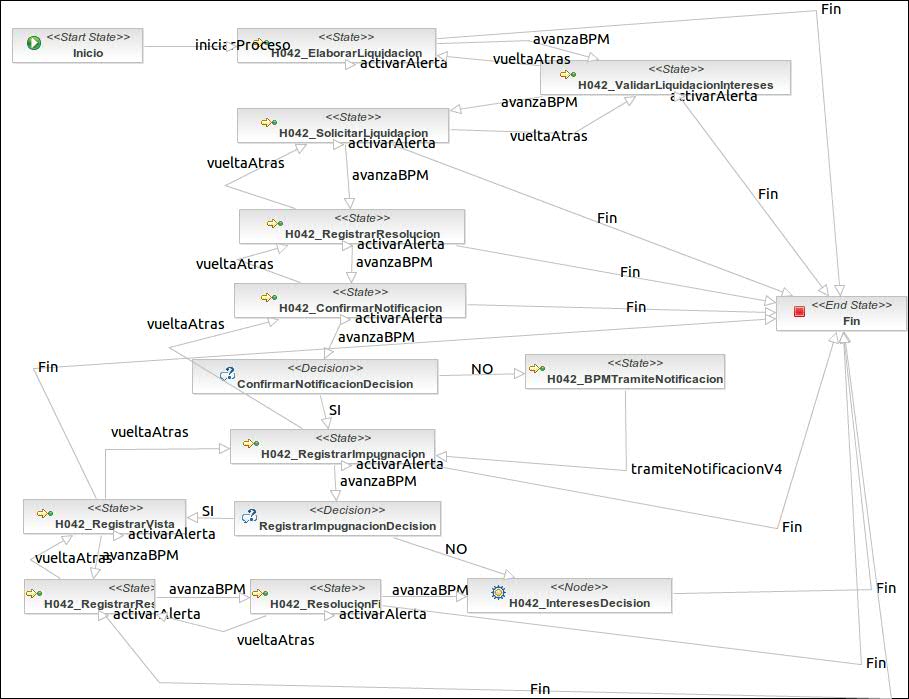 Fin
<<Start State>>
Inicio
iniciarProceso
<<State>>
H042_ElaborarLiquidacion
activarAlerta
avanzaBPM
vueltaAtras
<<State>>
H042_ValidarLiquidacionIntereses
activarAlerta
avanzaBPM
vueltaAtras
<<State>>
H042_SolicitarLiquidacion
activarAlerta
vueltaAtras
avanzaBPM
Fin
Fin
<<State>>
H042_RegistrarResolucion
activarAlerta
avanzaBPM
vueltaAtras
Fin
<<State>>
H042_ConfirmarNotificacion
activarAlerta
avanzaBPM
vueltaAtras
Fin
<<End State>>
Fin
Fin
<<Decision>>
ConfirmarNotificacionDecision
NO
<<State>>
H042_BPMTramiteNotificacion
SI
vueltaAtras
<<State>>
H042_RegistrarImpugnacion
activarAlerta
avanzaBPM
tramiteNotificacionV4
<<State>>
H042_RegistrarVista
activarAlerta
SI
<<Decision>>
RegistrarImpugnacionDecision
Fin
NO
vueltaAtras
avanzaBPM
<<State>>
H042_RegistrarRes
activarAlerta
avanzaBPM
<<State>>
H042_ResolucionFi
activarAlerta
avanzaBPM
<<Node>>
H042_InteresesDecision
Fin
vueltaAtras
Fin
Fin